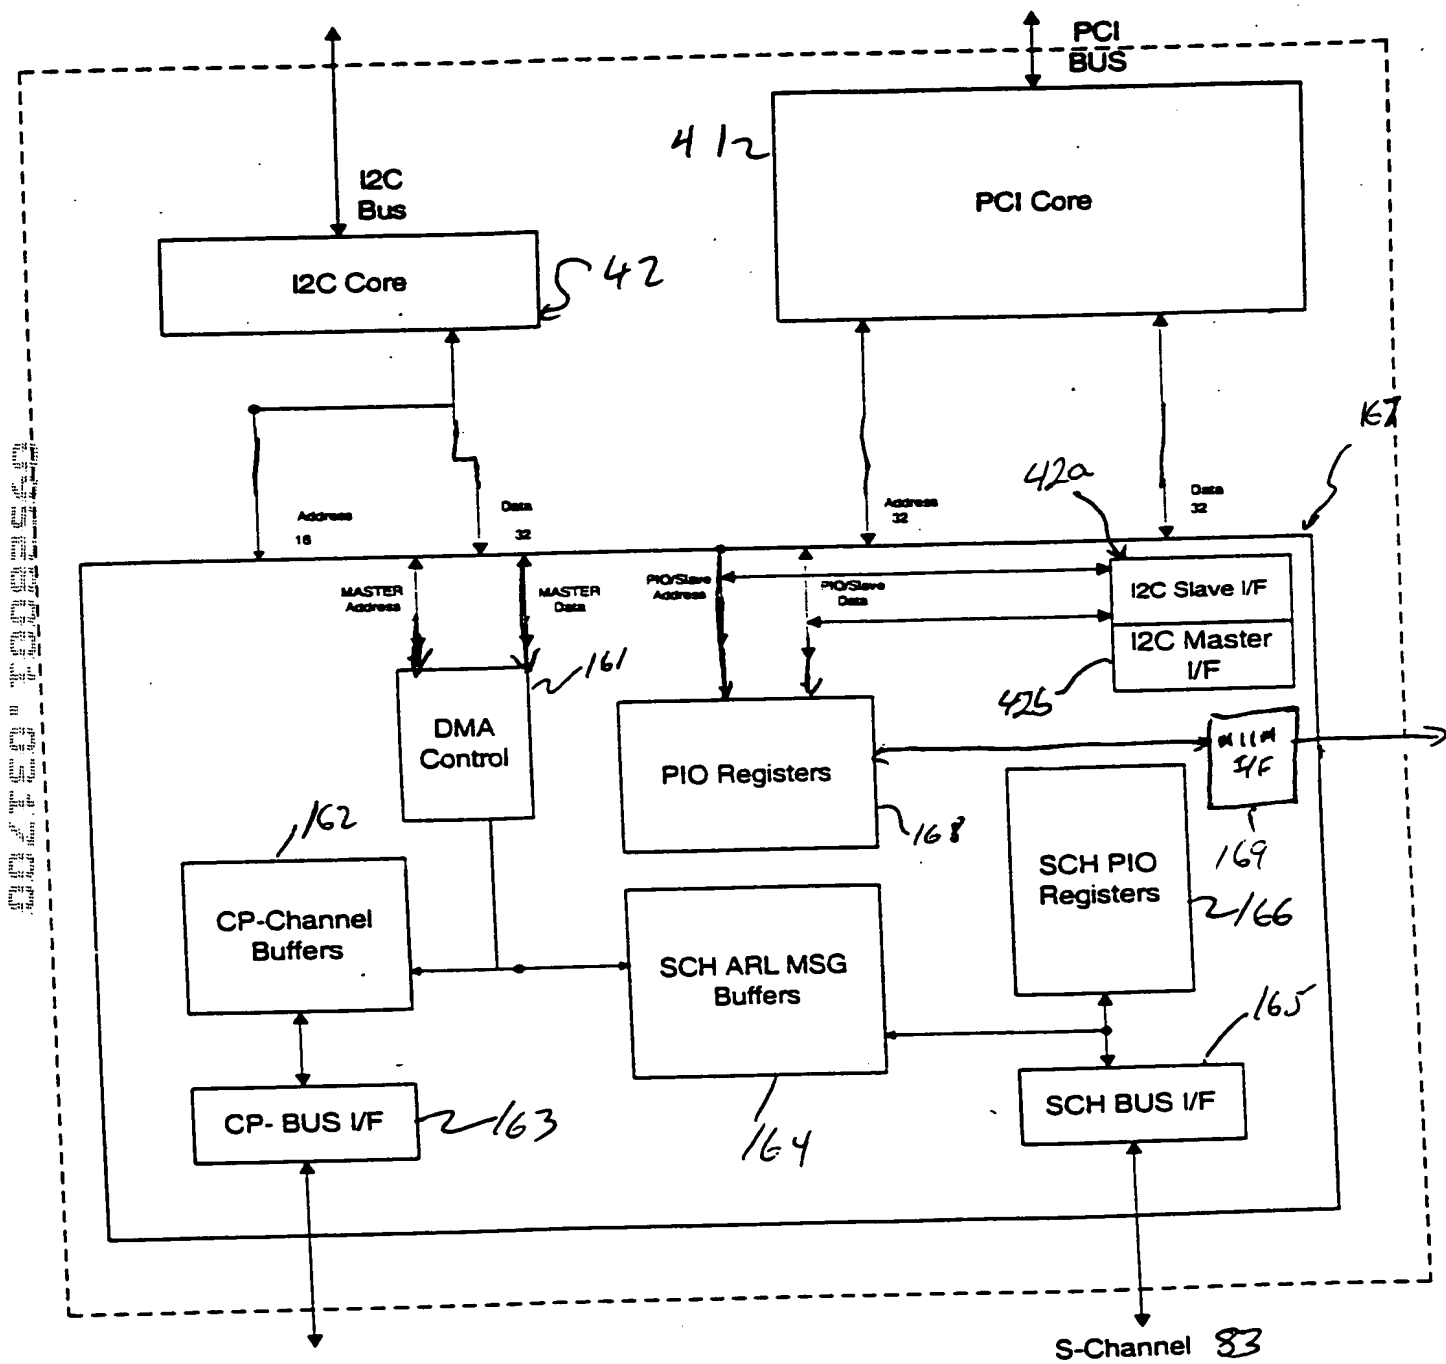 PCI
BUS
412
PCI Core
I2C
Bus
I2C Core
42
167
42a
Address
16
Data
32
Address
32
Data
32
MASTER
Address
MASTER
Data
PIO/Slave
Address
PIO/Slave
Data
I2C Slave I/F
I2C Master
I/F
42b
161
DMA
Control
PIO Registers
168
I/F
169
162
CP-Channel
Buffers
SCH ARL MSG
Buffers
SCH PIO
Registers
166
165
CP- BUS I/F
163
164
SCH BUS I/F
S-Channel 83